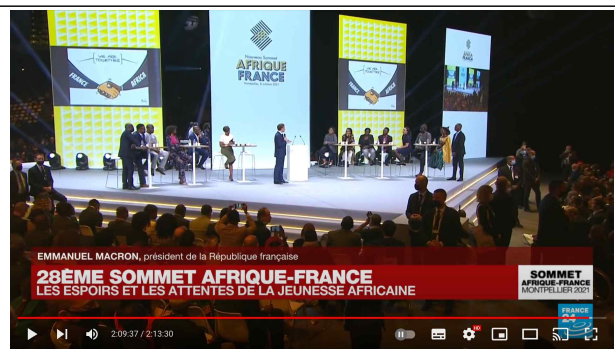 Nouveau Sommet
AFRIQUE
FRANCE
FRANCE
AFRICA
EMMANUEL MACRON, président de la République française
28ÈME SOMMET AFRIQUE-FRANCE
LES ESPOIRS ET LES ATTENTES DE LA JEUNESSE AFRICAINE
SOMMET
AFRIQUE-FRANCE
MONTPELLIER 2021
FRANCE
24
2:09:37 / 2:13:30
HD